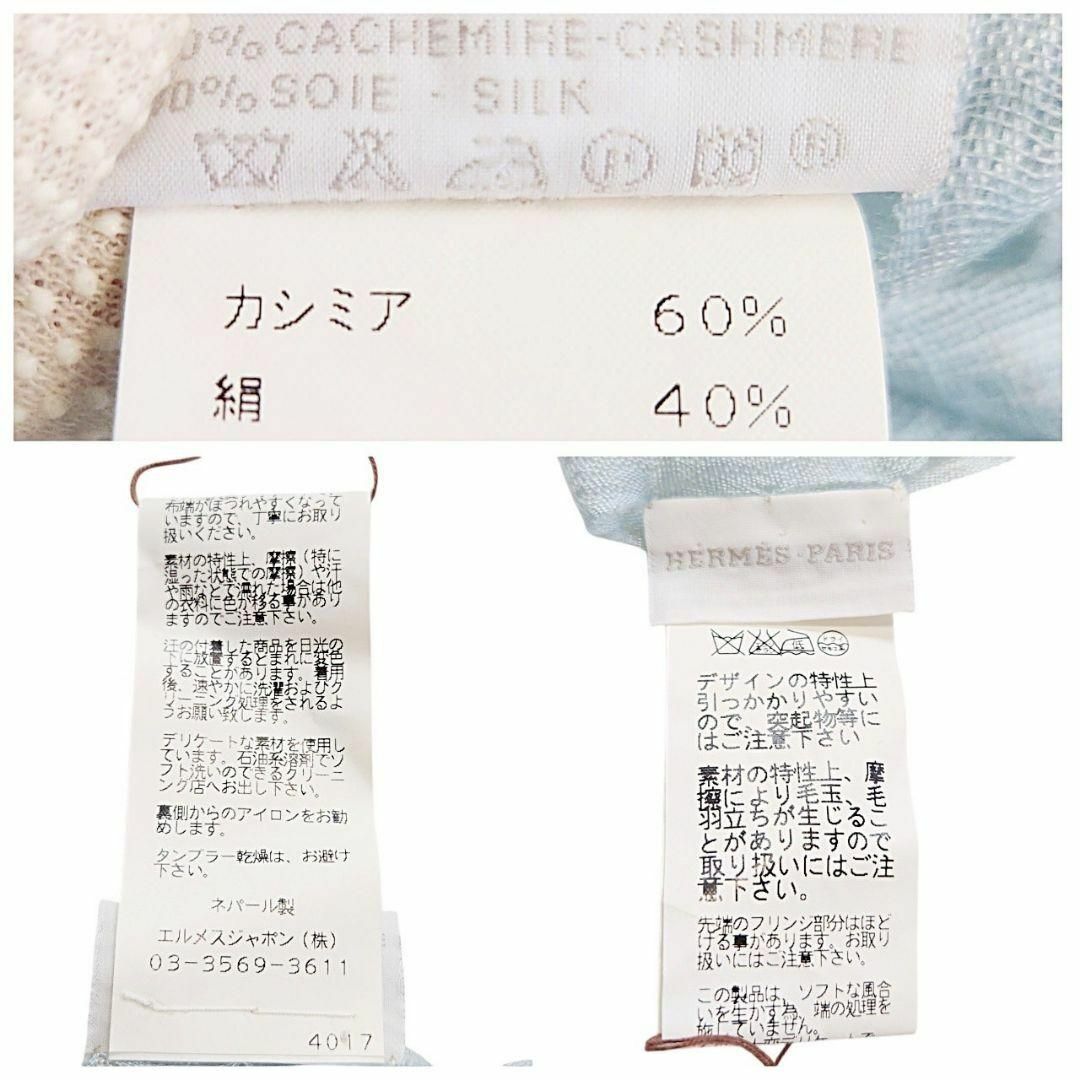 0% CACHEMIRE-CASHMERE
0% SOIE - SILK
カシミア 60%
絹 40%
布端がほつれやすくなって
いますので、丁寧にお取り
扱いください。
素材の特性上、摩擦(特に
湿った状態での摩擦)や汗
や雨などで濡れた場合は他
の衣料に色が移る事があり
ますのでご注意下さい。
汗の付着した商品を日光の
下に放置するとまれに変色
することがあります。着用
後、速やかに洗濯およびク
リーニング処理をされるよ
うお願い致します。
デリケートな素材を使用し
ています。石油系溶剤でソ
フト洗いのできるクリーニ
ング店へお出し下さい。
裏側からのアイロンをお勧
めします。
タンブラー乾燥は、お避け
下さい。
ネパール製
エルメスジャポン(株)
03-3569-3611
4017
HERMÈS-PARIS
デザインの特性上
引っかかりやすい
ので、突起物等に
はご注意下さい
素材の特性上、摩
擦により毛玉、毛
羽立ちが生じるこ
とがありますので
取り扱いにはご注
意下さい。
先端のフリンジ部分はほど
ける事があります。お取り
扱いにはご注意下さい。
この製品は、ソフトな風合
いを生かす為、端の処理を
施していません。